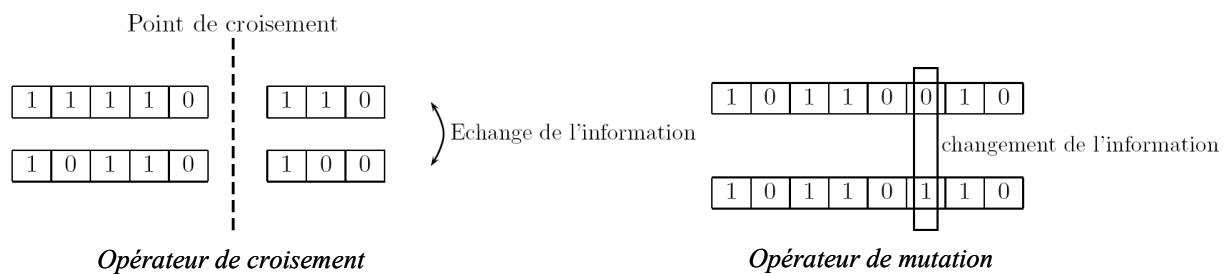 Point de croisement
1 1 1 1 0 1 1 0
1 0 1 1 0 1 0 0
Echange de l'information
Opérateur de croisement
1 0 1 1 0 0 1 0
changement de l'information
1 0 1 1 0 1 1 0
Opérateur de mutation